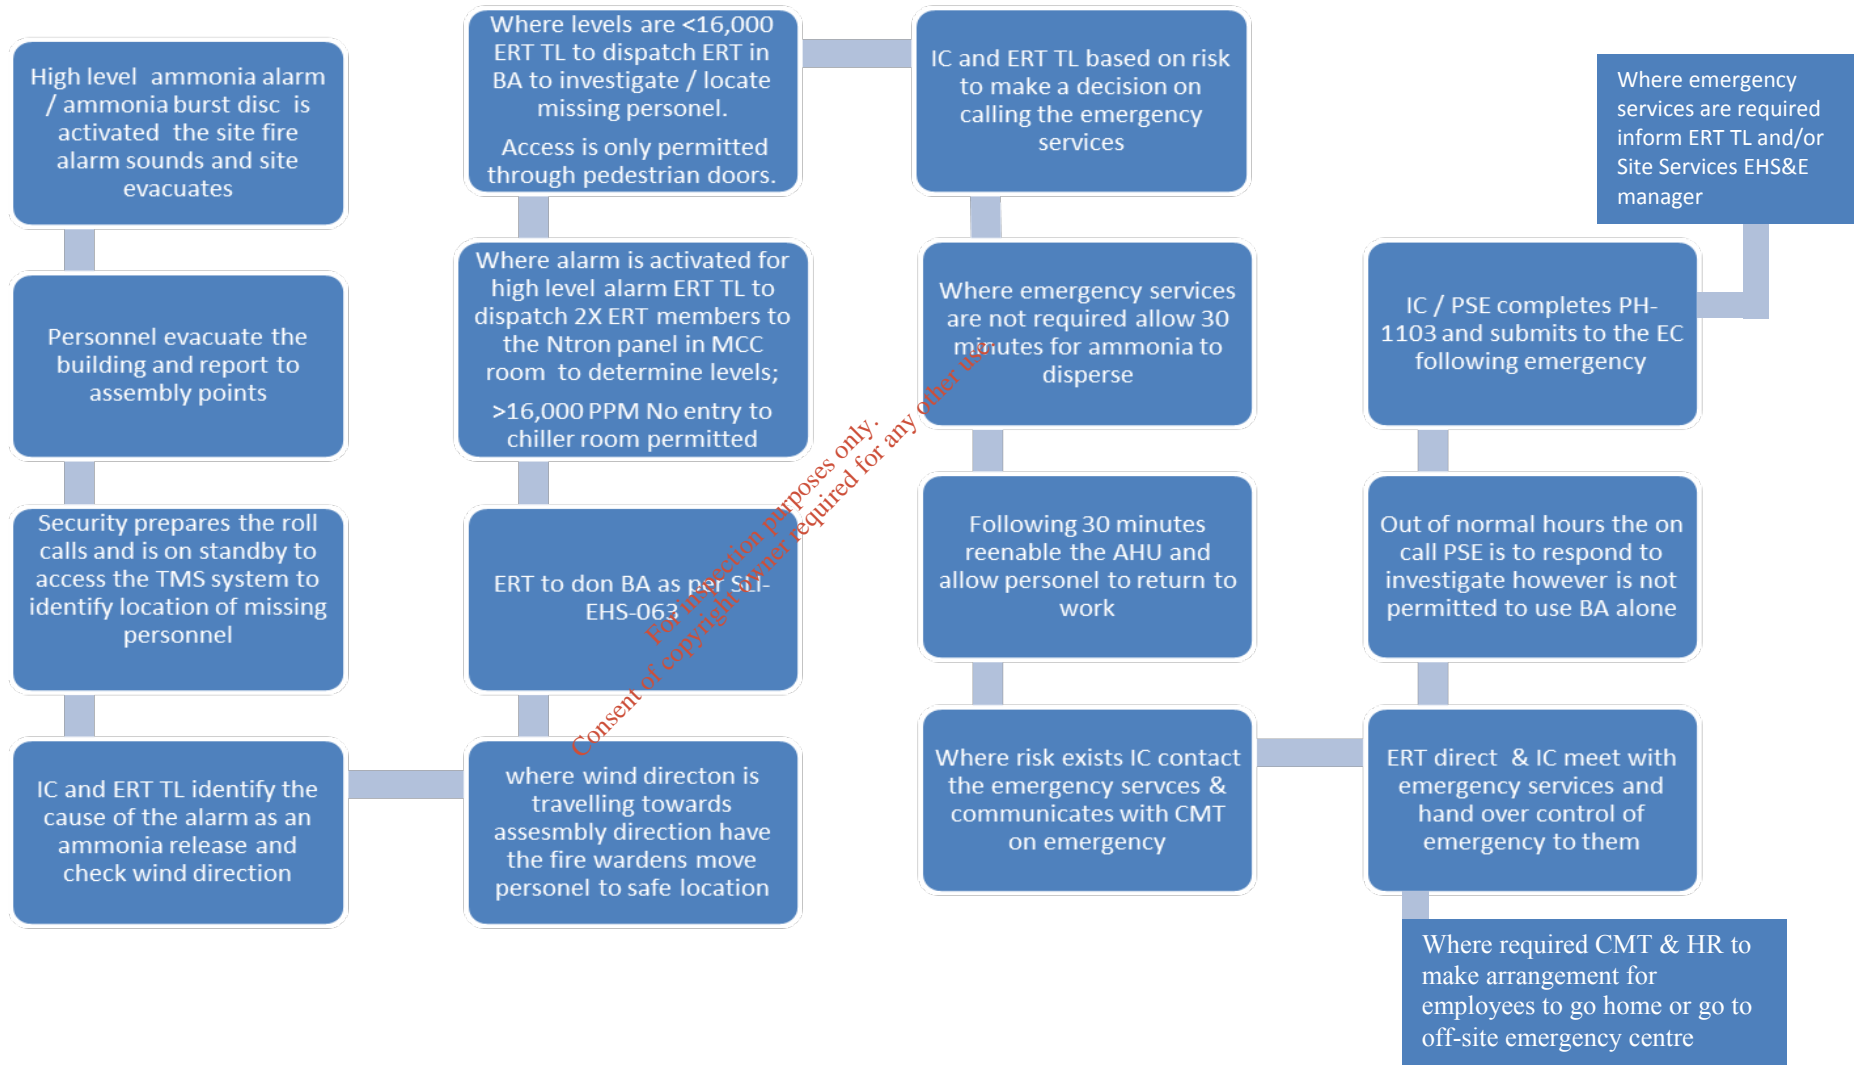 High level ammonia alarm
/ ammonia burst disc is
activated the site fire
alarm sounds and site
evacuates
Personnel evacuate the
building and report to
assembly points
Security prepares the roll
calls and is on standby to
access the TMS system to
identify location of missing
personnel
IC and ERT TL identify the
cause of the alarm as an
ammonia release and
check wind direction
where wind directon is
travelling towards
assesmbly direction have
the fire wardens move
personel to safe location
ERT to don BA as per SLI-
EHS-063
Where alarm is activated for
high level alarm ERT TL to
dispatch 2X ERT members to
the Ntron panel in MCC
room to determine levels;
>16,000 PPM No entry to
chiller room permitted
Where levels are <16,000
ERT TL to dispatch ERT in
BA to investigate / locate
missing personel.
Access is only permitted
through pedestrian doors.
IC and ERT TL based on risk
to make a decision on
calling the emergency
services
Where emergency services
are not required allow 30
minutes for ammonia to
disperse
Following 30 minutes
reenable the AHU and
allow personel to return to
work
Where risk exists IC contact
the emergency servces &
communicates with CMT
on emergency
ERT direct & IC meet with
emergency services and
hand over control of
emergency to them
Where required CMT & HR to
make arrangement for
employees to go home or go to
off-site emergency centre
Out of normal hours the on
call PSE is to respond to
investigate however is not
permitted to use BA alone
IC / PSE completes PH-
1103 and submits to the EC
following emergency
Where emergency
services are required
inform ERT TL and/or
Site Services EHS&E
manager
For inspection purposes only.
Consent of copyright owner required for any other use.